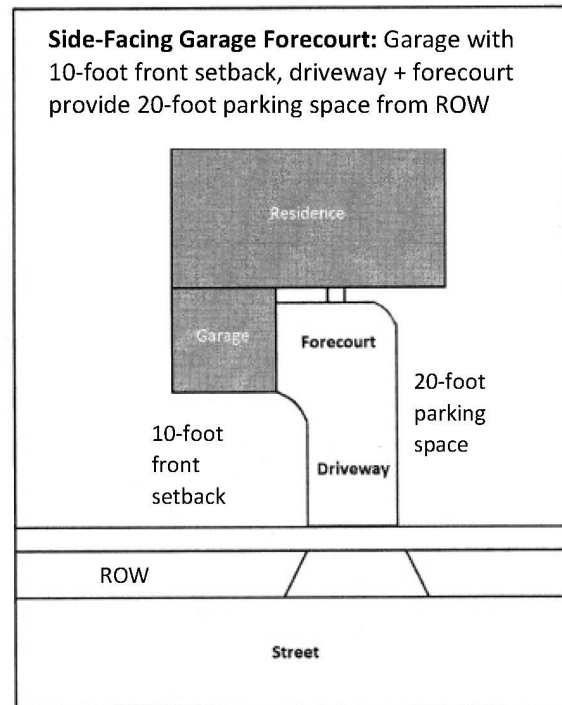 Side-Facing Garage Forecourt: Garage with
10-foot front setback, driveway + forecourt
provide 20-foot parking space from ROW
Residence
Garage
Forecourt
20-foot
parking
space
10-foot
front
setback
Driveway
ROW
Street